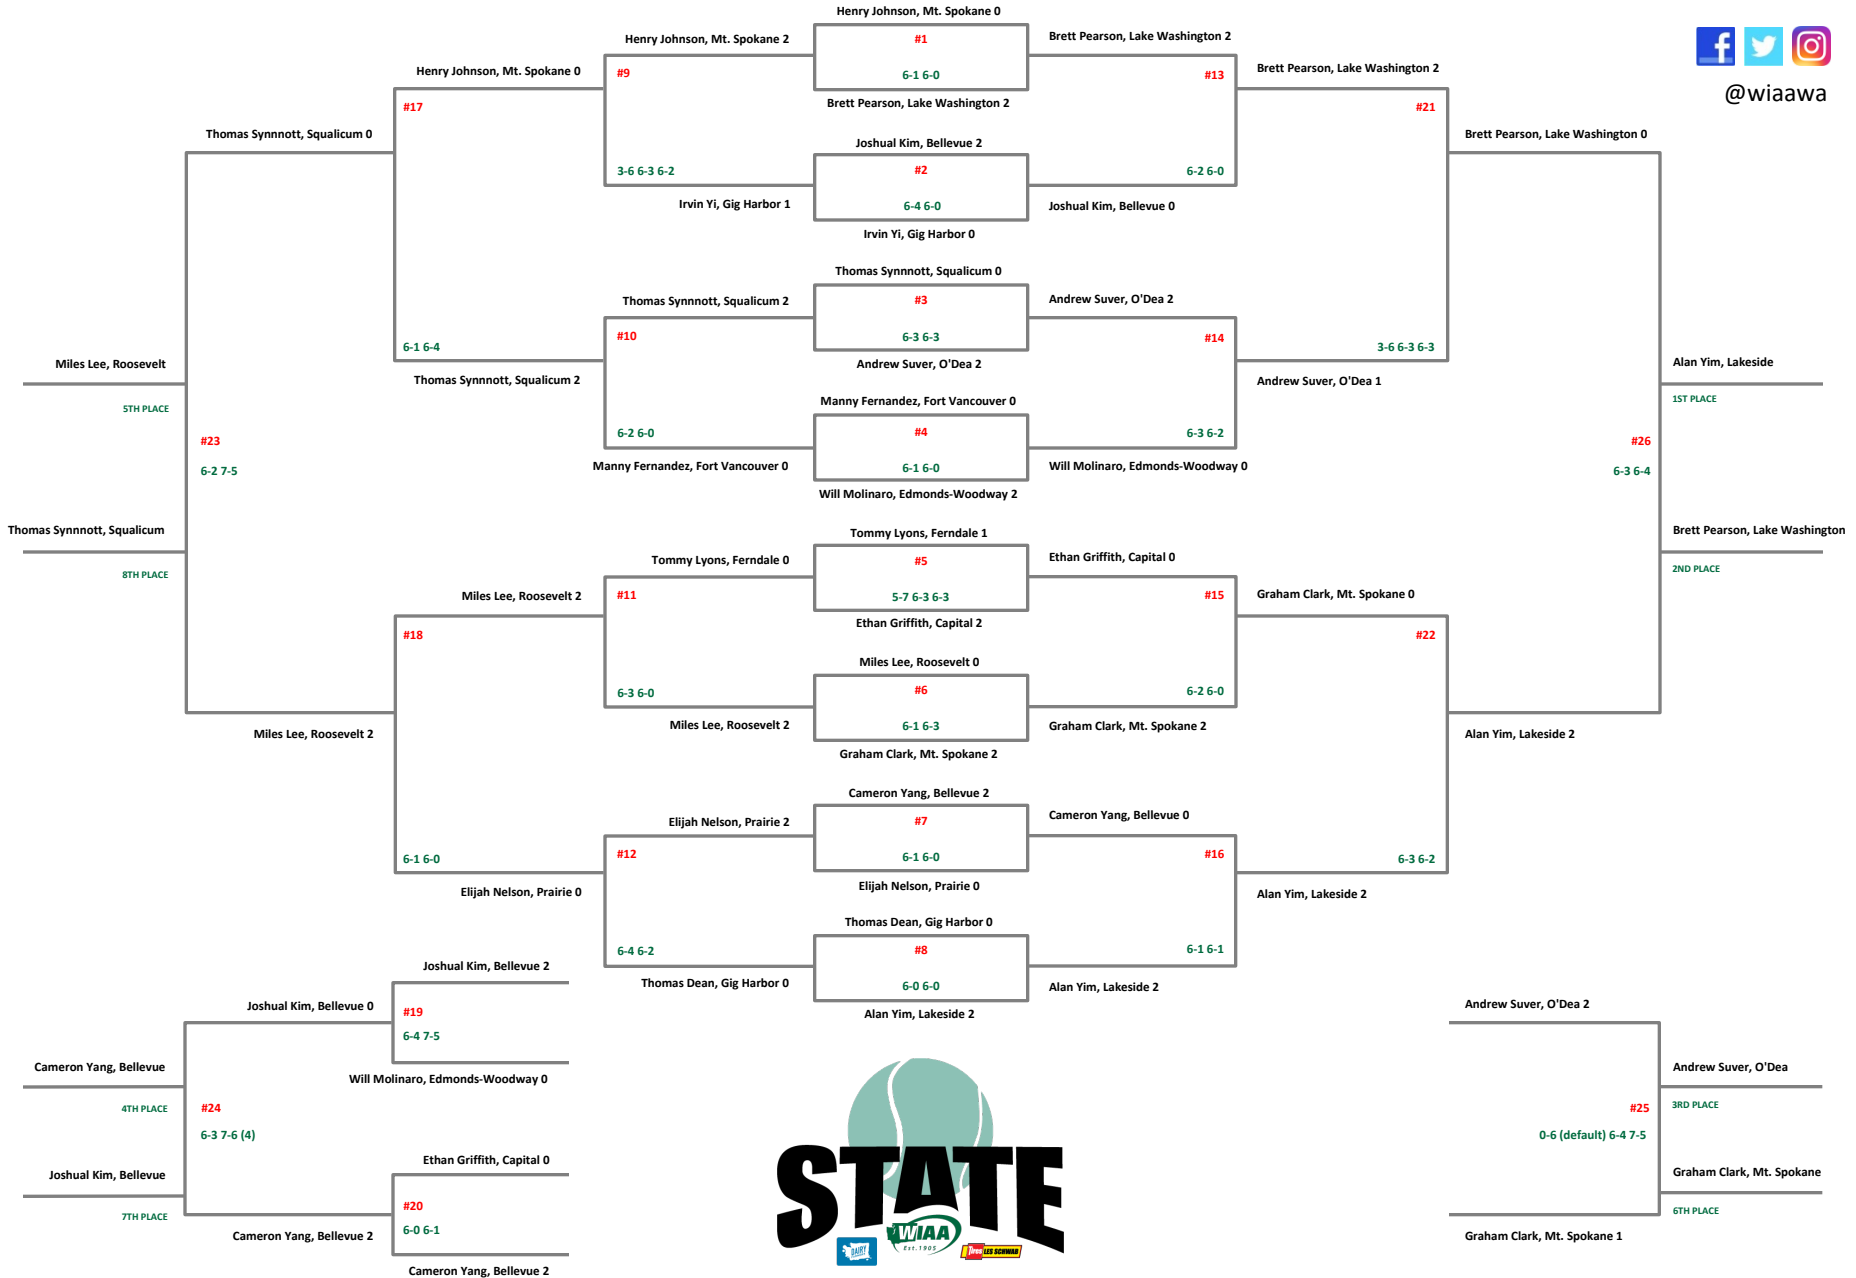 @wiaawa
Henry Johnson, Mt. Spokane 0
#1
6-1 6-0
Brett Pearson, Lake Washington 2
Joshual Kim, Bellevue 2
#2
6-4 6-0
Irvin Yi, Gig Harbor 0
Thomas Synnnott, Squalicum 0
#3
6-3 6-3
Andrew Suver, O'Dea 2
Manny Fernandez, Fort Vancouver 0
#4
6-1 6-0
Will Molinaro, Edmonds-Woodway 2
Tommy Lyons, Ferndale 1
#5
5-7 6-3 6-3
Ethan Griffith, Capital 2
Miles Lee, Roosevelt 0
#6
6-1 6-3
Graham Clark, Mt. Spokane 2
Cameron Yang, Bellevue 2
#7
6-1 6-0
Elijah Nelson, Prairie 0
Thomas Dean, Gig Harbor 0
#8
6-0 6-0
Alan Yim, Lakeside 2
Henry Johnson, Mt. Spokane 2
#9
3-6 6-3 6-2
Irvin Yi, Gig Harbor 1
Thomas Synnnott, Squalicum 2
#10
6-2 6-0
Manny Fernandez, Fort Vancouver 0
Tommy Lyons, Ferndale 0
#11
6-3 6-0
Miles Lee, Roosevelt 2
Elijah Nelson, Prairie 2
#12
6-4 6-2
Thomas Dean, Gig Harbor 0
Brett Pearson, Lake Washington 2
#13
6-2 6-0
Joshual Kim, Bellevue 0
Andrew Suver, O'Dea 2
#14
6-3 6-2
Will Molinaro, Edmonds-Woodway 0
Ethan Griffith, Capital 0
#15
6-2 6-0
Graham Clark, Mt. Spokane 2
Cameron Yang, Bellevue 0
#16
6-1 6-1
Alan Yim, Lakeside 2
Henry Johnson, Mt. Spokane 0
#17
6-1 6-4
Thomas Synnnott, Squalicum 2
Miles Lee, Roosevelt 2
#18
6-1 6-0
Elijah Nelson, Prairie 0
Joshual Kim, Bellevue 2
#19
6-4 7-5
Will Molinaro, Edmonds-Woodway 0
Ethan Griffith, Capital 0
#20
6-0 6-1
Cameron Yang, Bellevue 2
Brett Pearson, Lake Washington 2
#21
3-6 6-3 6-3
Andrew Suver, O'Dea 1
Graham Clark, Mt. Spokane 0
#22
6-3 6-2
Alan Yim, Lakeside 2
Thomas Synnnott, Squalicum 0
#23
6-2 7-5
Miles Lee, Roosevelt 2
Miles Lee, Roosevelt
5TH PLACE
Thomas Synnnott, Squalicum
8TH PLACE
Joshual Kim, Bellevue 0
#24
6-3 7-6 (4)
Cameron Yang, Bellevue 2
Cameron Yang, Bellevue
4TH PLACE
Joshual Kim, Bellevue
7TH PLACE
Andrew Suver, O'Dea 2
#25
0-6 (default) 6-4 7-5
Graham Clark, Mt. Spokane 1
Andrew Suver, O'Dea
3RD PLACE
Graham Clark, Mt. Spokane
6TH PLACE
Brett Pearson, Lake Washington 0
#26
6-3 6-4
Alan Yim, Lakeside 2
Alan Yim, Lakeside
1ST PLACE
Brett Pearson, Lake Washington
2ND PLACE
STATE
WIAA
Est. 1905
DAIRY
LES SCHWAB